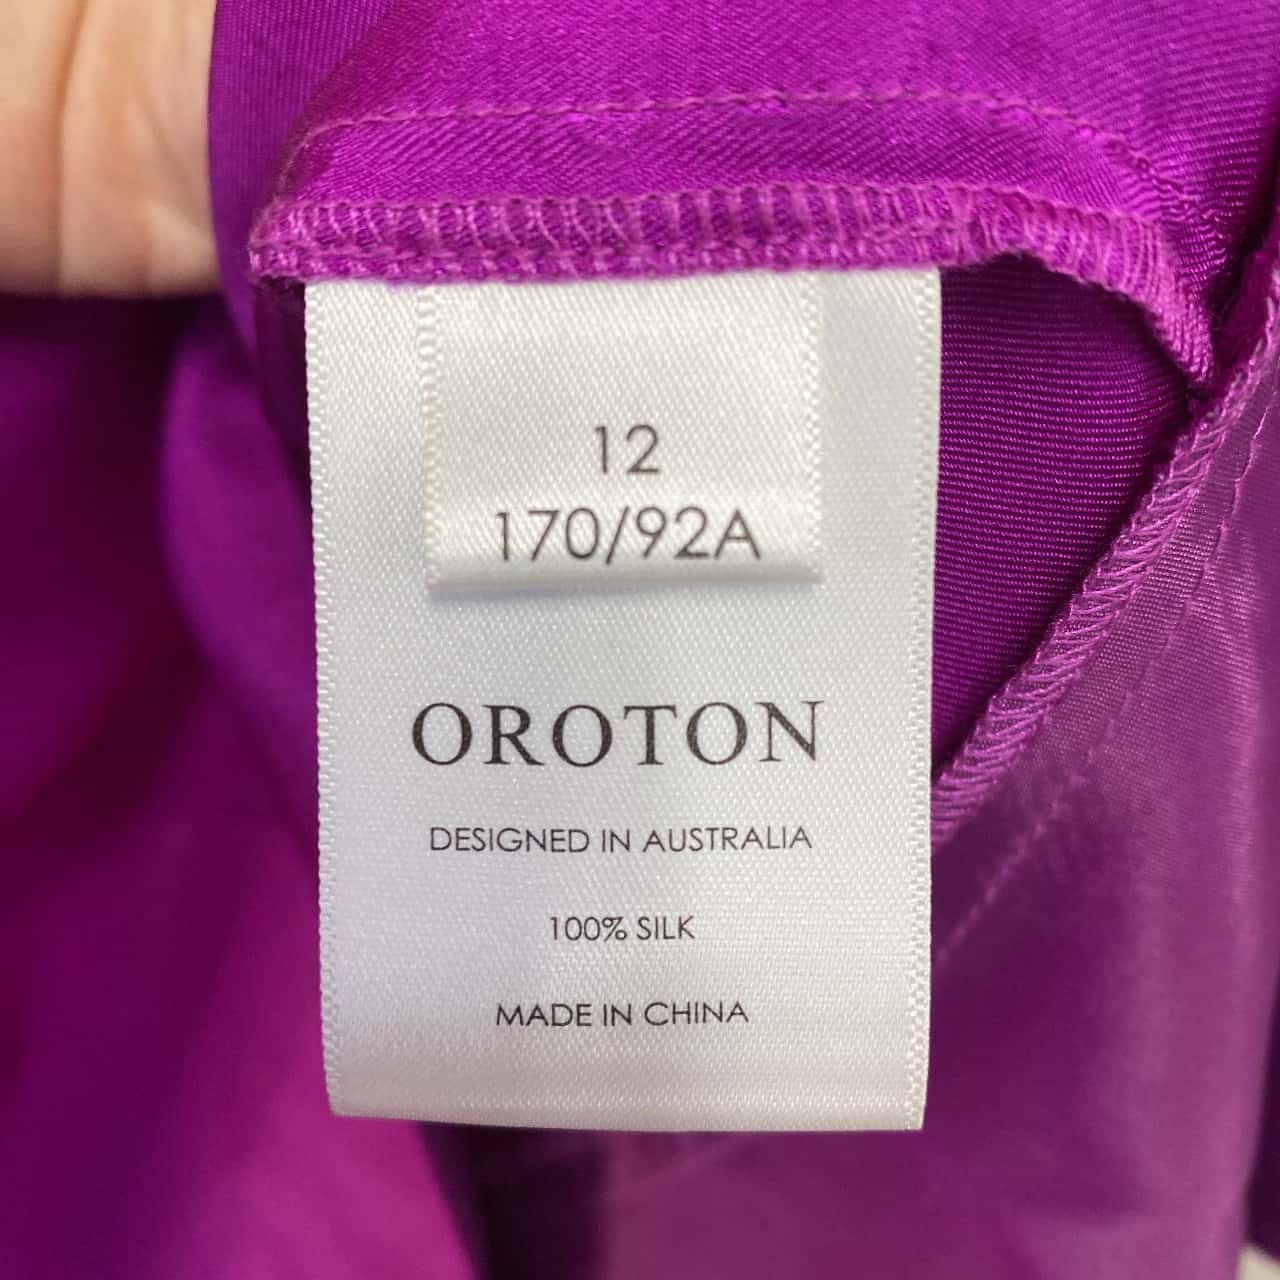 12
170/92A
OROTON
DESIGNED IN AUSTRALIA
100% SILK
MADE IN CHINA